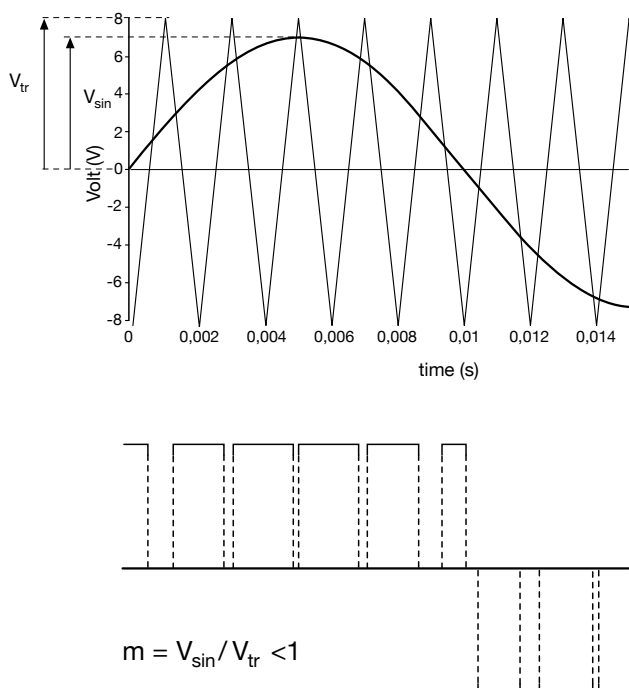 8
6
4
2
0
-2
-4
-6
-8
V_tr
V_sin
Volt.(V)
0 0,002 0,004 0,006 0,008 0,01 0,012 0,014
time (s)
m = V_sin / V_tr <1